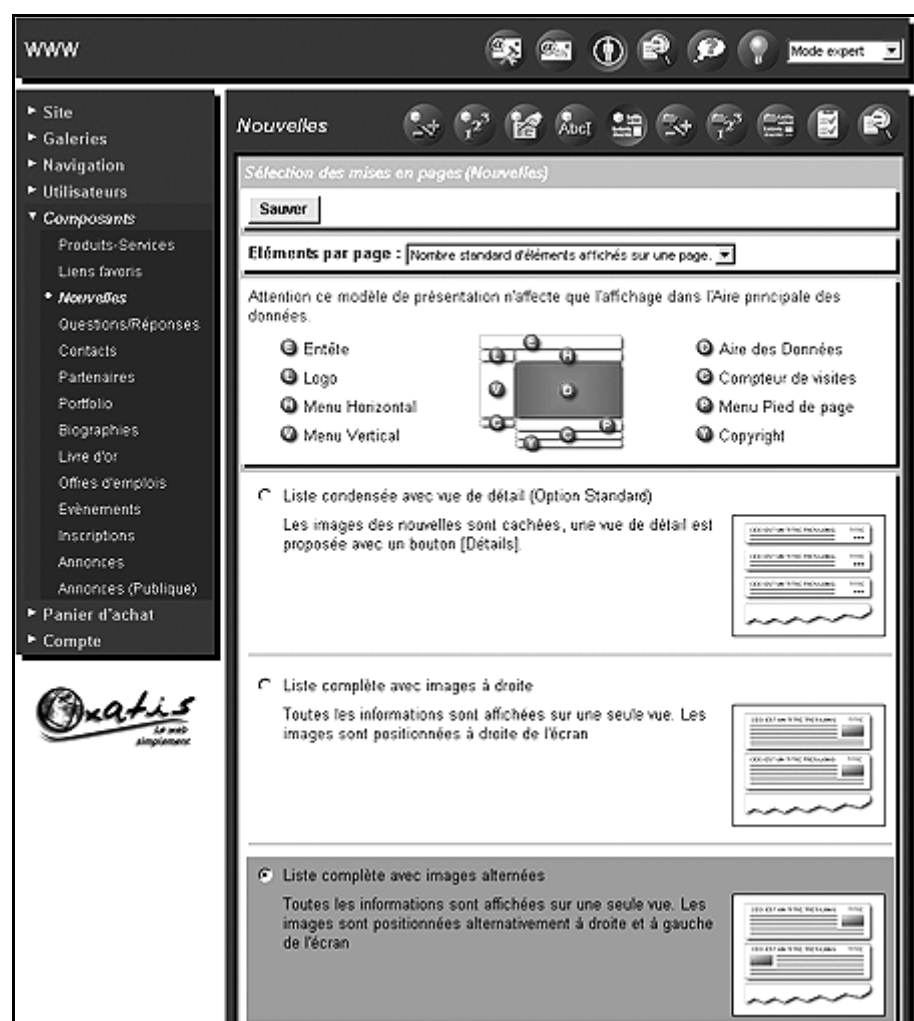 WWW
Mode expert
Site
Galeries
Navigation
Utilisateurs
Composants
Produits-Services
Liens favoris
Nouvelles
Questions/Réponses
Contacts
Partenaires
Portfolio
Biographies
Livre d'or
Offres d'emplois
Evènements
Inscriptions
Annonces
Annonces (Publique)
Panier d'achat
Compte
Oxatis
Le web
simplement
Nouvelles
Sélection des mises en pages (Nouvelles)
Sauver
Eléments par page : Nombre standard d'éléments affichés sur une page.
Attention ce modèle de présentation n'affecte que l'affichage dans l'Aire principale des
données.
E Entête
L Logo
H Menu Horizontal
V Menu Vertical
D Aire des Données
C Compteur de visites
P Menu Pied de page
Copyright
Liste condensée avec vue de détail (Option Standard)
Les images des nouvelles sont cachées, une vue de détail est
proposée avec un bouton [Détails].
Liste complète avec images à droite
Toutes les informations sont affichées sur une seule vue. Les
images sont positionnées à droite de l'écran
Liste complète avec images alternées
Toutes les informations sont affichées sur une seule vue. Les
images sont positionnées alternativement à droite et à gauche
de l'écran